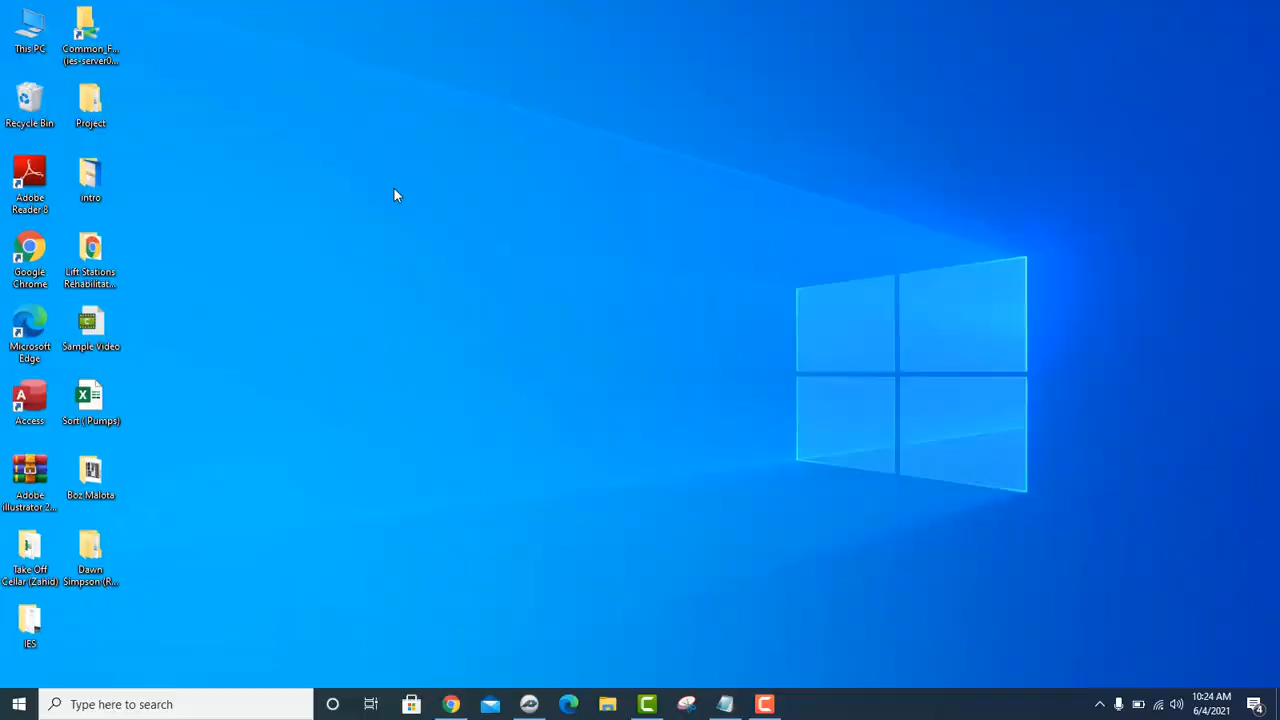 This PC
Common_F...
(ies-server0...
Recycle Bin
Project
Adobe
Reader 8
intro
Google
Chrome
Lift Stations
Rehabilitat...
Microsoft
Edge
Sample Video
Access
Sort ( Pumps)
Adobe
illustrator 2...
Boz Malota
Take Off
Cellar (Zahid)
Dawn
Simpson (R...
IES
Type here to search
10:24 AM
6/4/2021
4